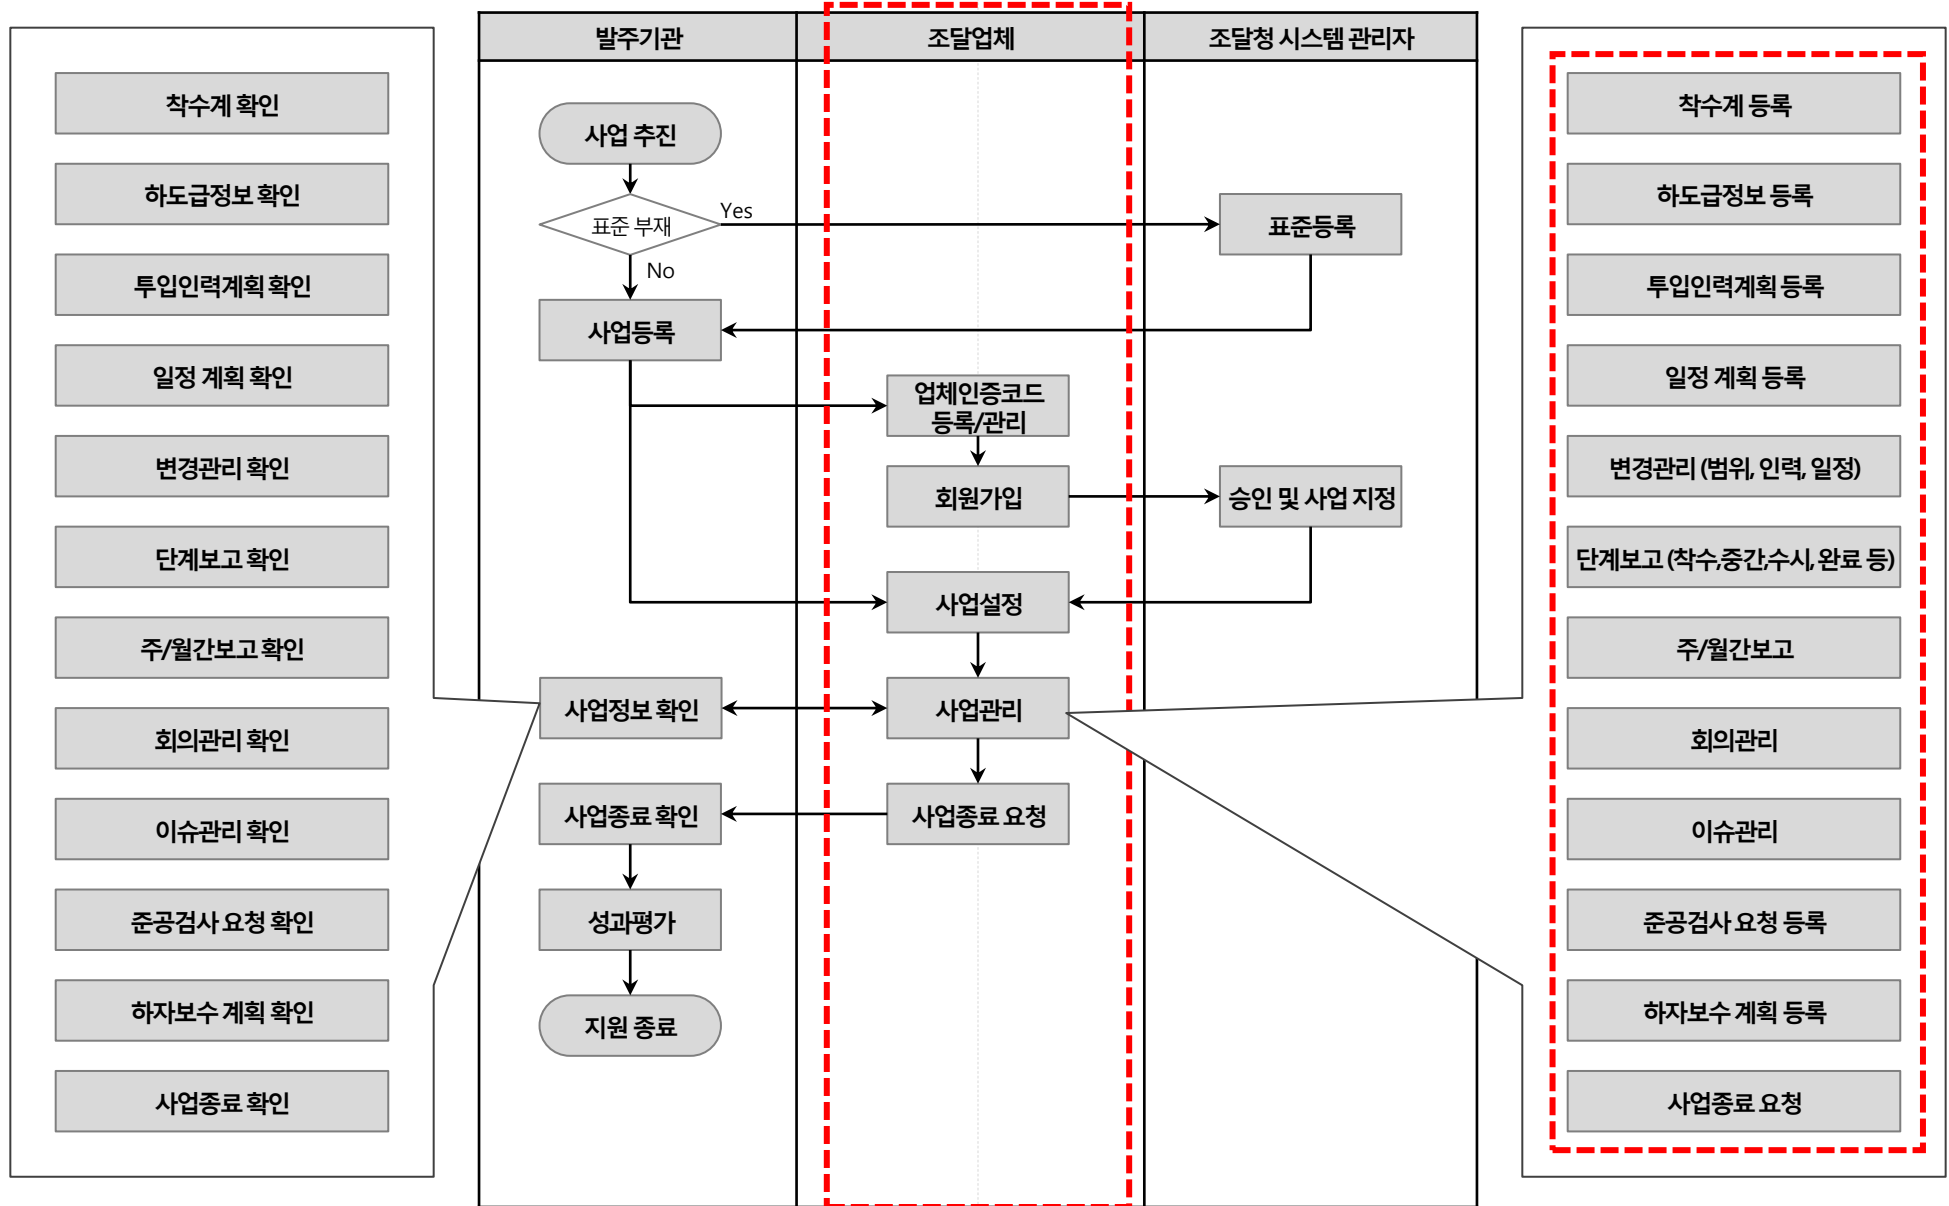 착수계 확인
하도급정보 확인
투입인력계획 확인
일정 계획 확인
변경관리 확인
단계보고 확인
주/월간보고 확인
회의관리 확인
이슈관리 확인
준공검사 요청 확인
하자보수 계획 확인
사업종료 확인
발주기관
조달업체
조달청 시스템 관리자
사업 추진
표준 부재
Yes
표준등록
No
사업등록
업체인증코드
등록/관리
회원가입
승인 및 사업 지정
사업설정
사업정보 확인
사업관리
사업종료 확인
사업종료 요청
성과평가
지원 종료
착수계 등록
하도급정보 등록
투입인력계획 등록
일정 계획 등록
변경관리 (범위, 인력, 일정)
단계보고 (착수,중간,수시, 완료 등)
주/월간보고
회의관리
이슈관리
준공검사 요청 등록
하자보수 계획 등록
사업종료 요청